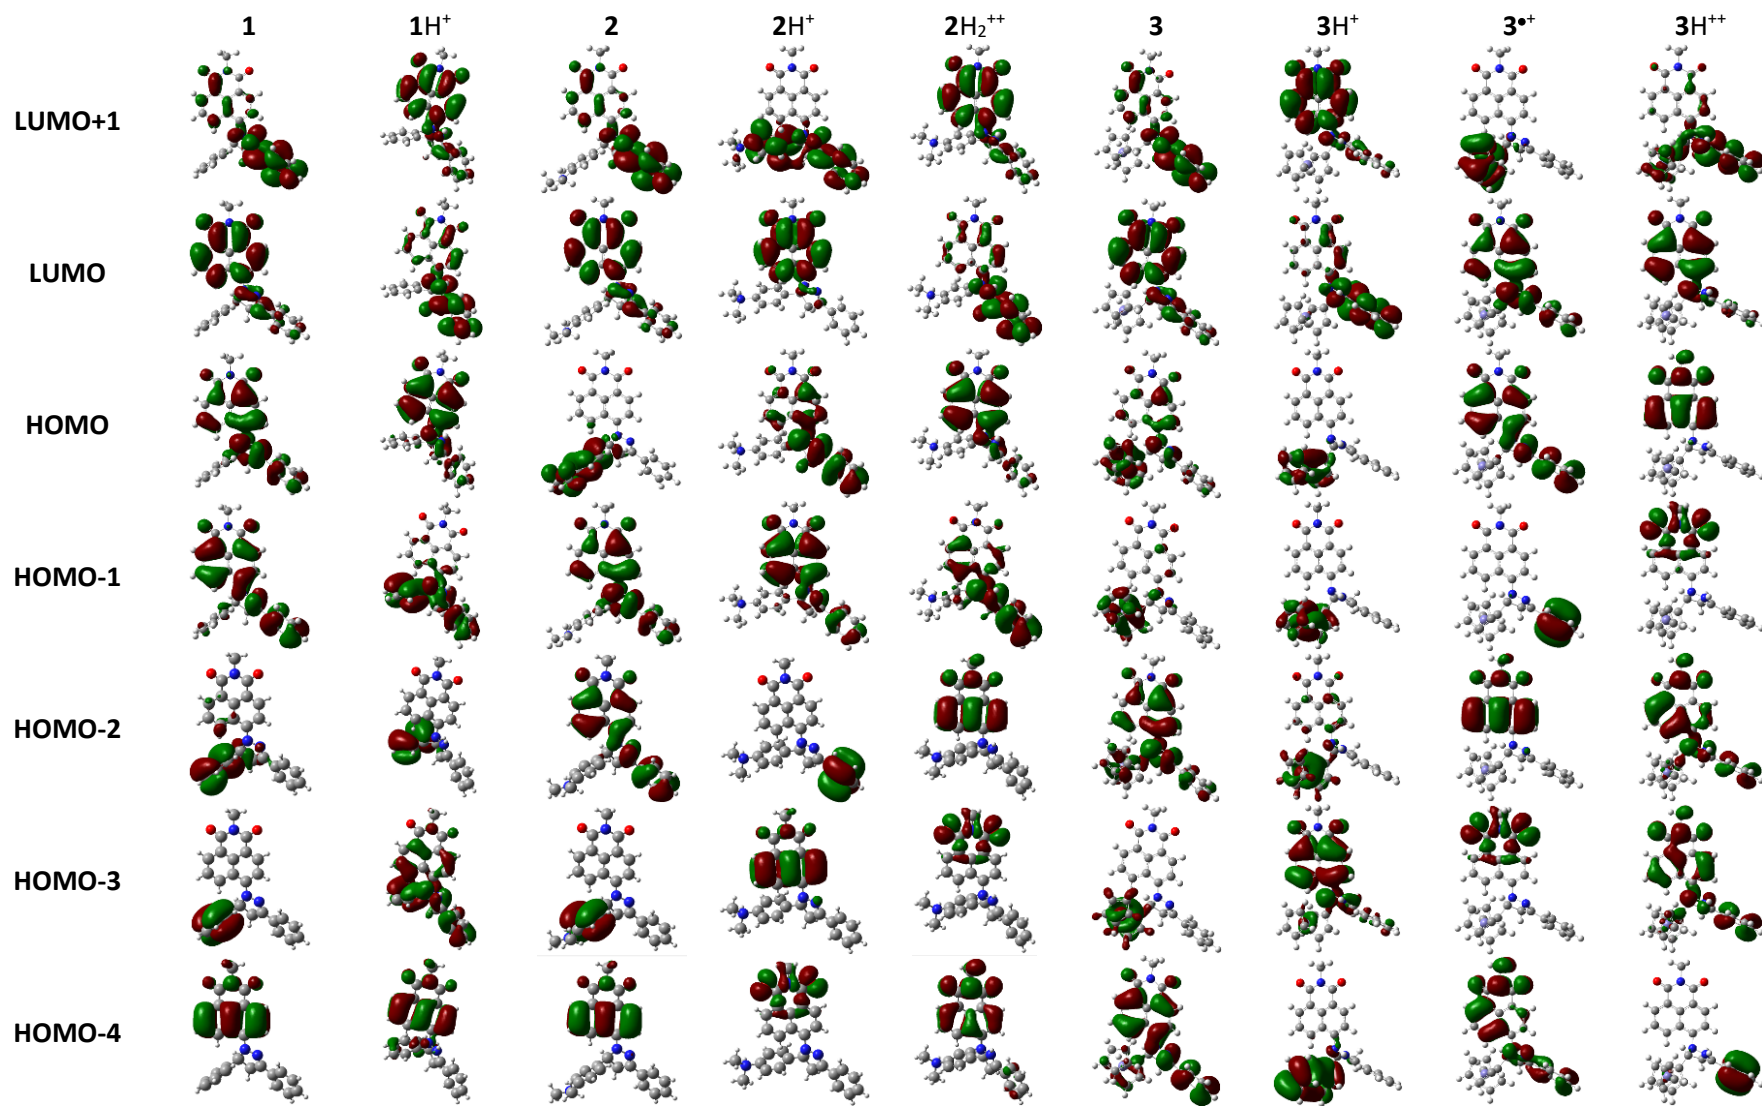 1 1H⁺ 2 2H⁺ 2H₂⁺⁺ 3 3H⁺ 3•⁺ 3H⁺⁺
LUMO+1
LUMO
HOMO
HOMO-1
HOMO-2
HOMO-3
HOMO-4